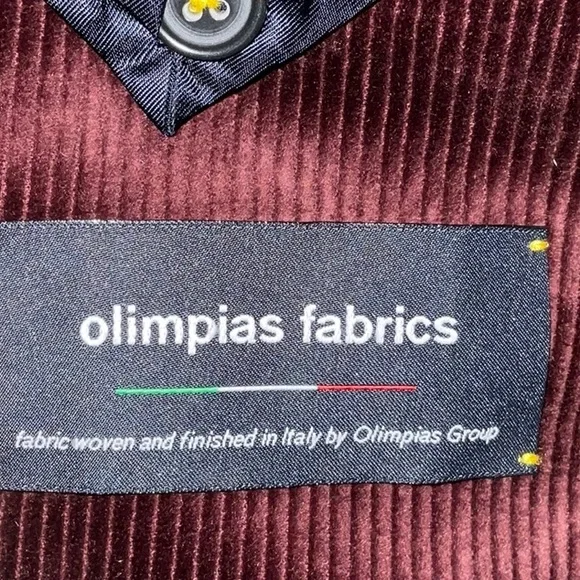 olimpias fabrics
fabric woven and finished in Italy by Olimpias Group